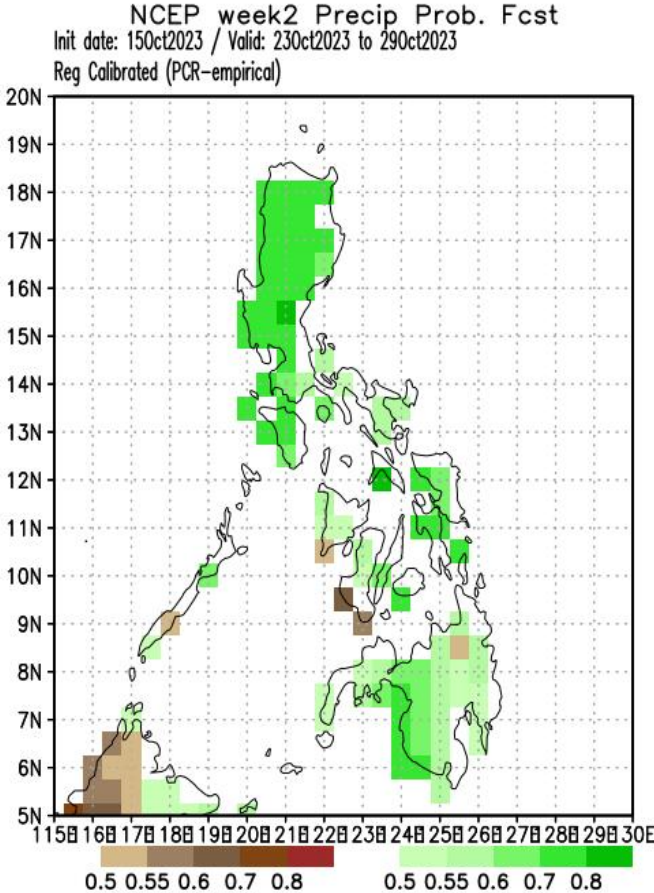 NCEP week2 Precip Prob. Fcst
Init date: 15Oct2023 / Valid: 23Oct2023 to 29Oct2023
Reg Calibrated (PCR-empirical)
20N
19N
18N
17N
16N
15N
14N
13N
12N
11N
10N
9N
8N
7N
6N
5N
115E 116E 117E 118E 119E 120E 121E 122E 123E 124E 125E 126E 127E 128E 129E 130E
0.5 0.55 0.6 0.7 0.8 0.5 0.55 0.6 0.7 0.8